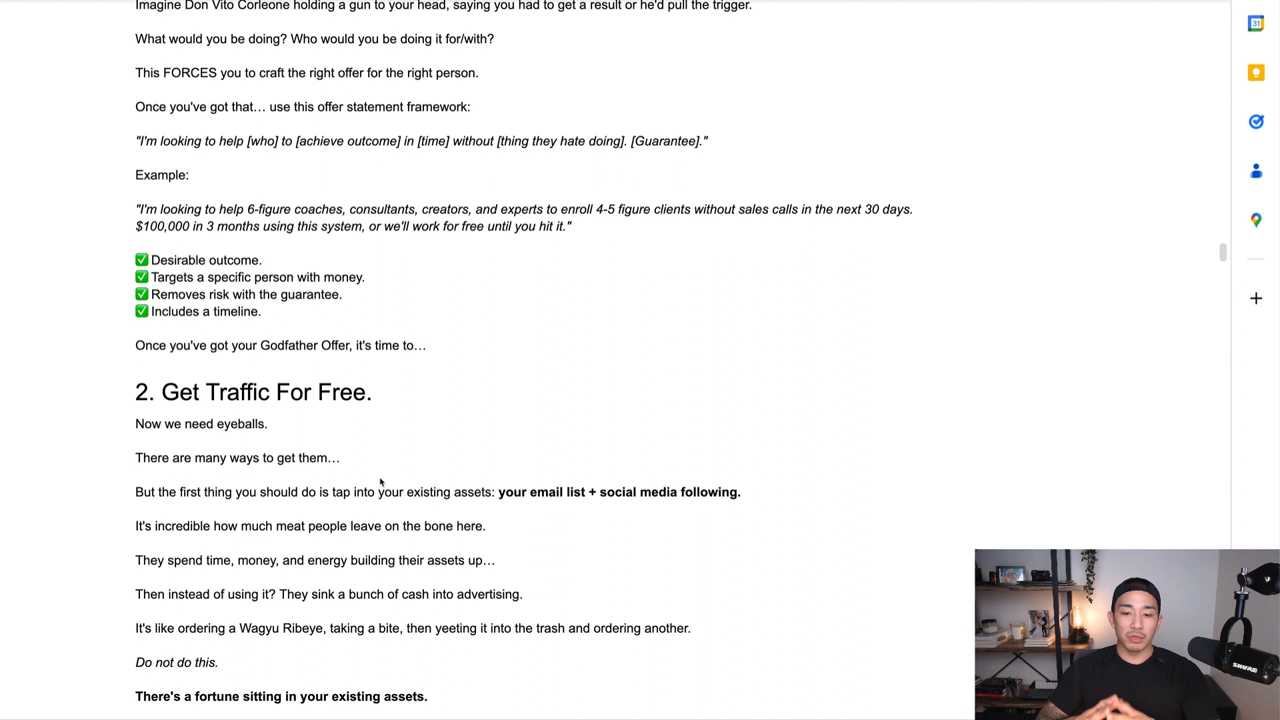 Imagine Don Vito Corleone holding a gun to your head, saying you had to get a result or he'd pull the trigger.
What would you be doing? Who would you be doing it for/with?
This FORCES you to craft the right offer for the right person.
Once you've got that… use this offer statement framework:
"I'm looking to help [who] to [achieve outcome] in [time] without [thing they hate doing]. [Guarantee]."
Example:
"I'm looking to help 6-figure coaches, consultants, creators, and experts to enroll 4-5 figure clients without sales calls in the next 30 days.
$100,000 in 3 months using this system, or we'll work for free until you hit it."
✅ Desirable outcome.
✅ Targets a specific person with money.
✅ Removes risk with the guarantee.
✅ Includes a timeline.
Once you've got your Godfather Offer, it's time to…
2. Get Traffic For Free.
Now we need eyeballs.
There are many ways to get them…
But the first thing you should do is tap into your existing assets: your email list + social media following.
It's incredible how much meat people leave on the bone here.
They spend time, money, and energy building their assets up…
Then instead of using it? They sink a bunch of cash into advertising.
It's like ordering a Wagyu Ribeye, taking a bite, then yeeting it into the trash and ordering another.
Do not do this.
There's a fortune sitting in your existing assets.
31
SHURE